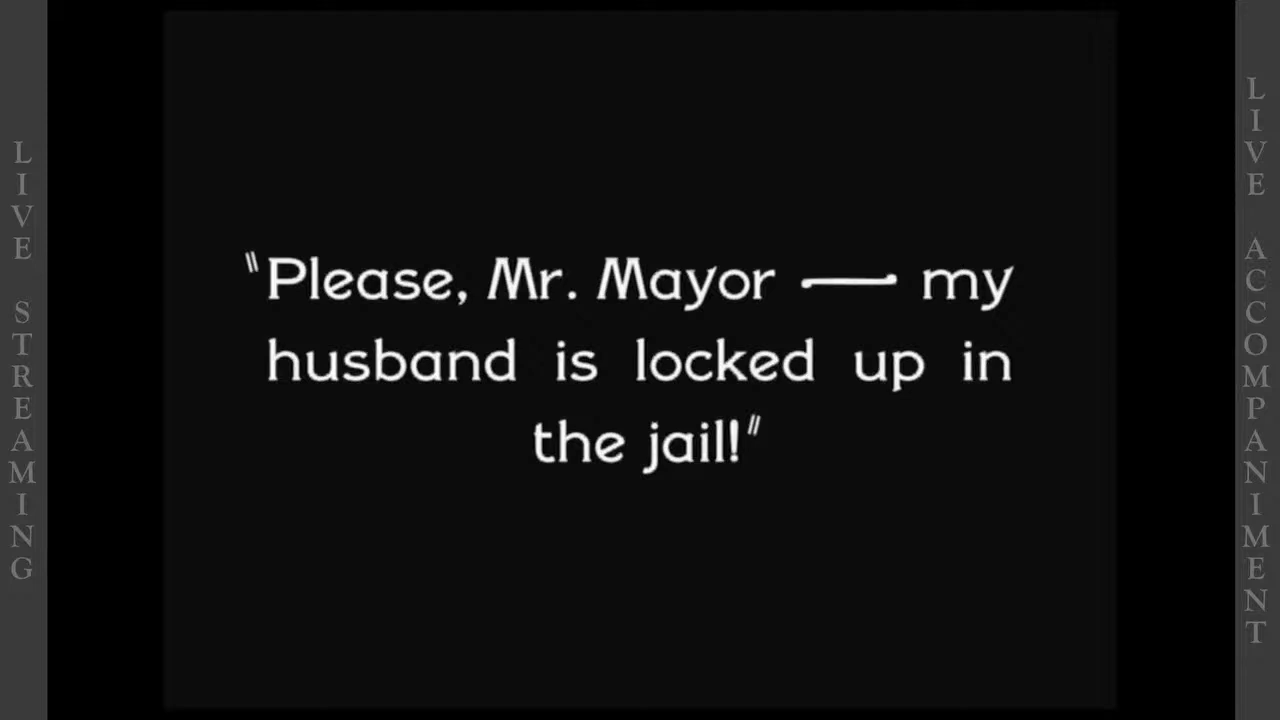 LIVE STREAMING
"Please, Mr. Mayor — my
husband is locked up in
the jail!"
LIVE ACCOMPANIMENT